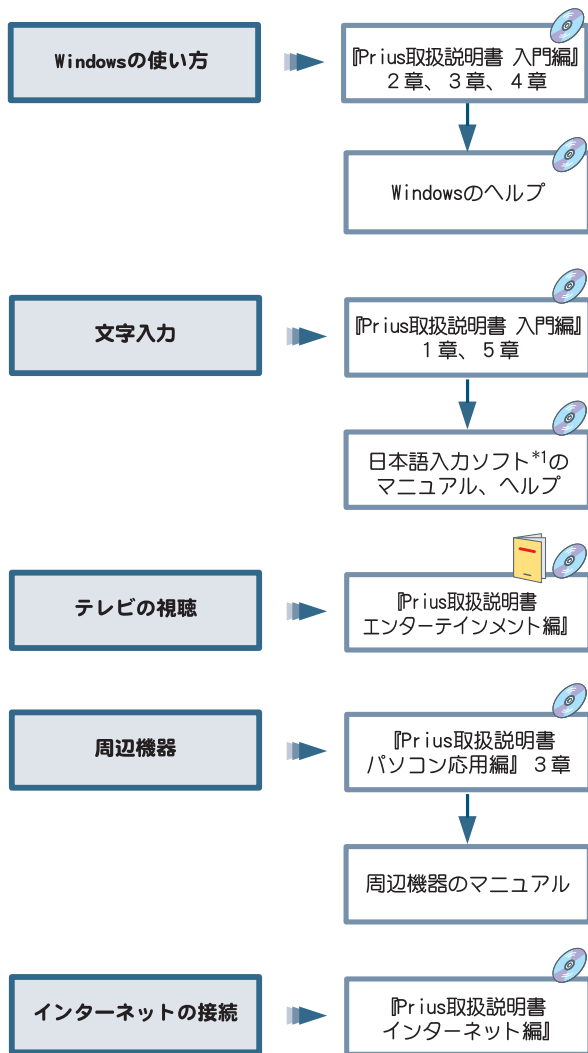 Windowsの使い方
『Prius取扱説明書 入門編』
２章、３章、４章
Windowsのヘルプ
文字入力
『Prius取扱説明書 入門編』
１章、５章
日本語入力ソフト*1の
マニュアル、ヘルプ
テレビの視聴
『Prius取扱説明書
エンターテインメント編』
周辺機器
『Prius取扱説明書
パソコン応用編』３章
周辺機器のマニュアル
インターネットの接続
『Prius取扱説明書
インターネット編』